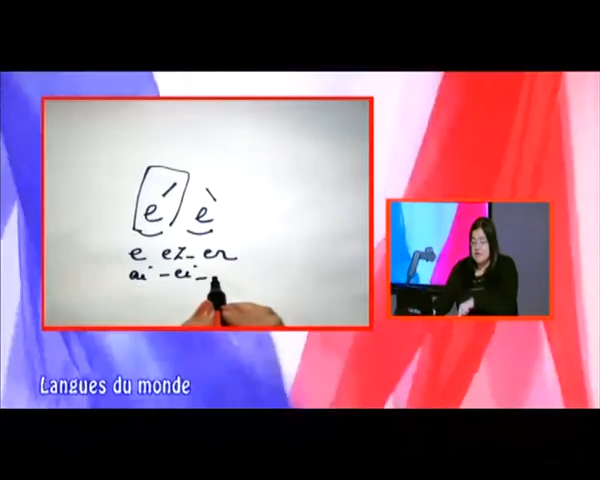 é è
e ez - er
ai - ei -
Langues du monde